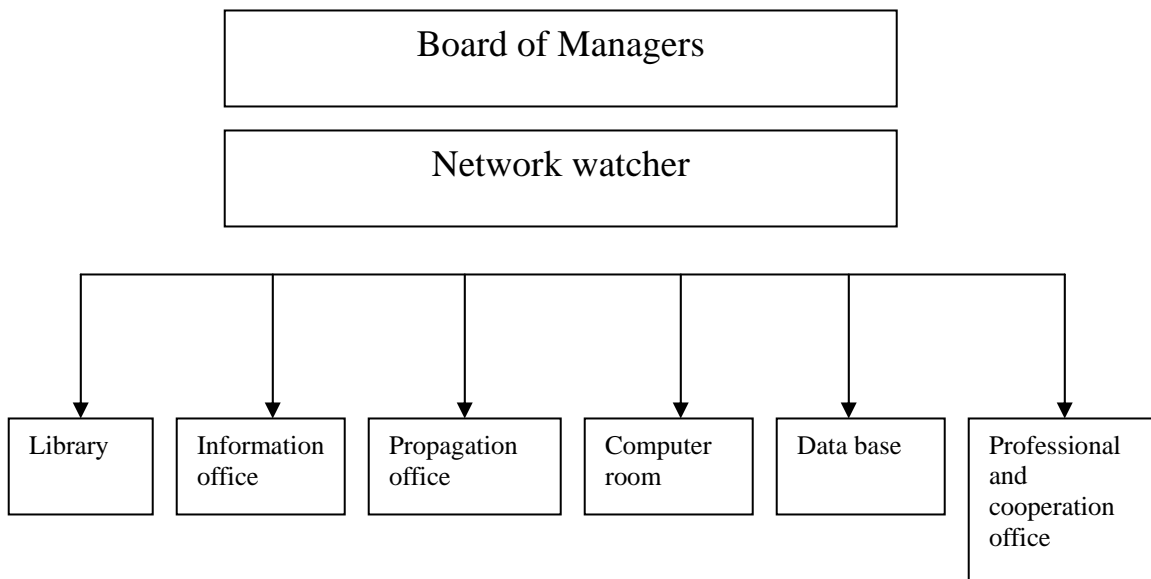 Board of Managers
Network watcher
Library
Information
office
Propagation
office
Computer
room
Data base
Professional
and
cooperation
office